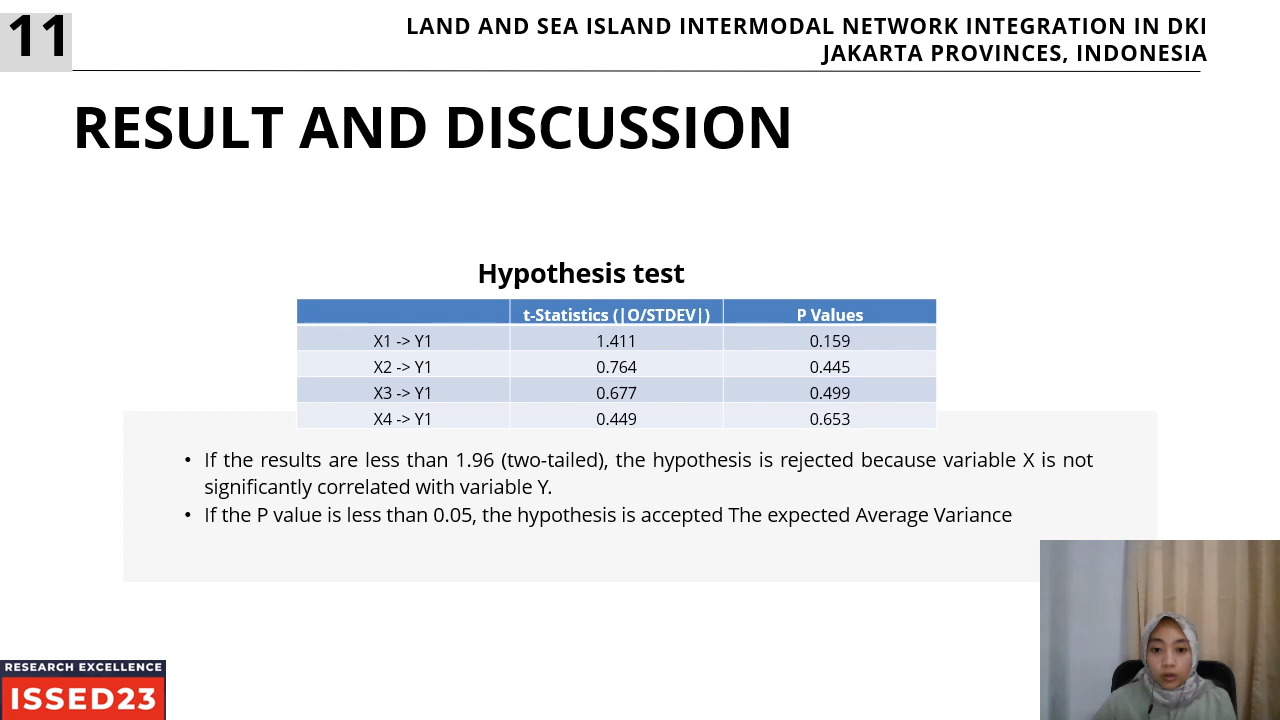 11
LAND AND SEA ISLAND INTERMODAL NETWORK INTEGRATION IN DKI
JAKARTA PROVINCES, INDONESIA
RESULT AND DISCUSSION
Hypothesis test
t-Statistics (|O/STDEV|) P Values
X1 -> Y1 1.411 0.159
X2 -> Y1 0.764 0.445
X3 -> Y1 0.677 0.499
X4 -> Y1 0.449 0.653
• If the results are less than 1.96 (two-tailed), the hypothesis is rejected because variable X is not
significantly correlated with variable Y.
• If the P value is less than 0.05, the hypothesis is accepted The expected Average Variance
RESEARCH EXCELLENCE
ISSED23